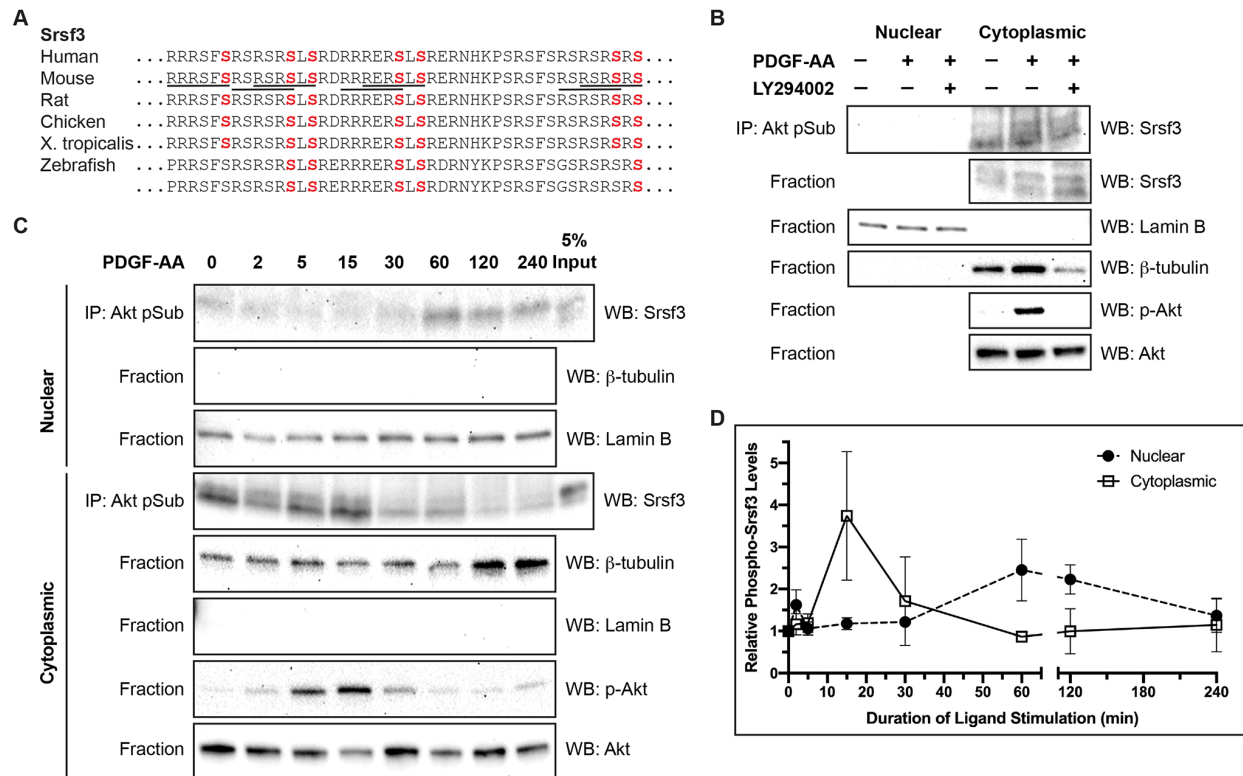 A
Srsf3
Human ...RRRSFSRSRSRSLSRDRRRERSLSRERNHKPSRSFSRSRSRSRS...
Mouse ...RRRSFSRSRSRSLSRDRRRERSLSRERNHKPSRSFSRSRSRSRS...
Rat ...RRRSFSRSRSRSLSRDRRRERSLSRERNHKPSRSFSRSRSRSRS...
Chicken ...RRRSFSRSRSRSLSRDRRRERSLSRERNHKPSRSFSRSRSRSRS...
X. tropicalis ...RRRSFSRSRSRSLSRDRRRERSLSRERNHKPSRSFSRSRSRSRS...
Zebrafish ...PRRSFSRSRSRSLSRERRRERSLSRDRNYKPSRSFSGSRSRSRS...
...RRRSFSRSRSRSLSRERRRERSLSRDRNYKPSRSFSGSRSRSRS...
B
Nuclear Cytoplasmic
PDGF-AA – + + – + +
LY294002 + +
IP: Akt pSub WB: Srsf3
Fraction WB: Srsf3
Fraction WB: Lamin B
Fraction WB: β-tubulin
Fraction WB: p-Akt
Fraction WB: Akt
C
PDGF-AA 0 2 5 15 30 60 120 240 5% Input
Nuclear
IP: Akt pSub WB: Srsf3
Fraction WB: β-tubulin
Fraction WB: Lamin B
Cytoplasmic
IP: Akt pSub WB: Srsf3
Fraction WB: β-tubulin
Fraction WB: Lamin B
Fraction WB: p-Akt
Fraction WB: Akt
D
Relative Phospho-Srsf3 Levels
5
4
3
2
1
0
Nuclear
Cytoplasmic
0 10 20 30 40 50 60 120 180 240
Duration of Ligand Stimulation (min)